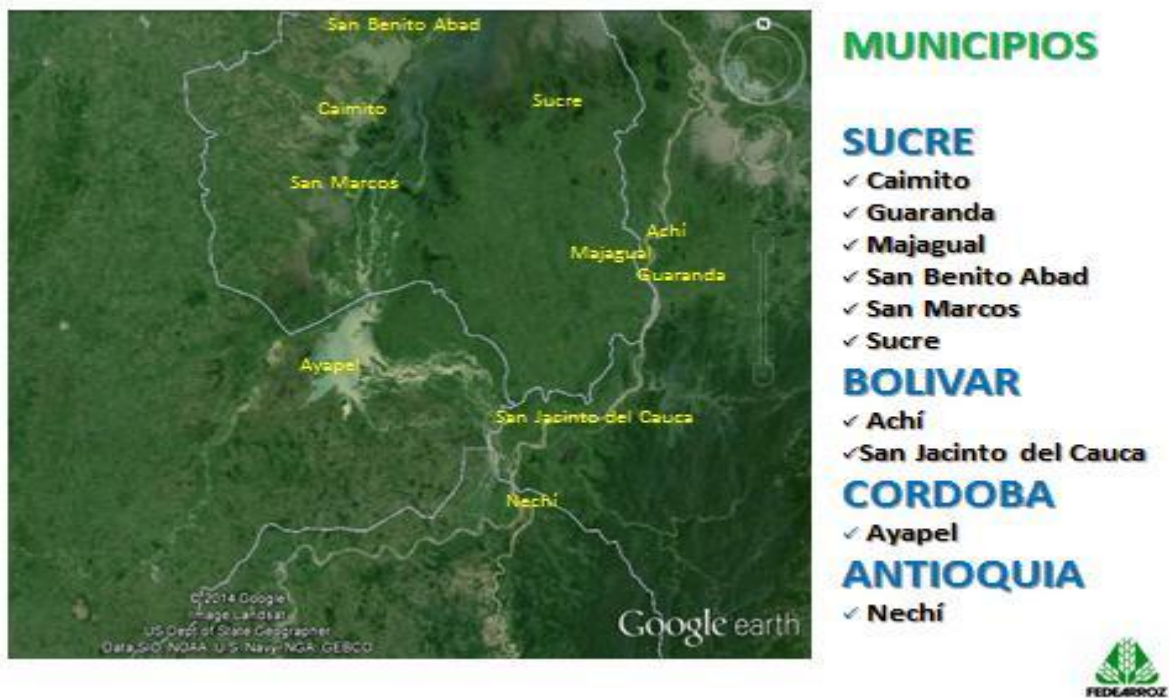 San Benito Abad
Caimito
Sucre
San Marcos
Achí
Majagual
Guaranda
Ayapel
San Jacinto del Cauca
Nechí
© 2014 Google
Image Landsat
US Dept of State Geographer
Data SIO, NOAA, U.S. Navy, NGA, GEBCO
Google earth
MUNICIPIOS
SUCRE
✓ Caimito
✓ Guaranda
✓ Majagual
✓ San Benito Abad
✓ San Marcos
✓ Sucre
BOLIVAR
✓ Achí
✓ San Jacinto del Cauca
CORDOBA
✓ Ayapel
ANTIOQUIA
✓ Nechí
FEDEARROZ